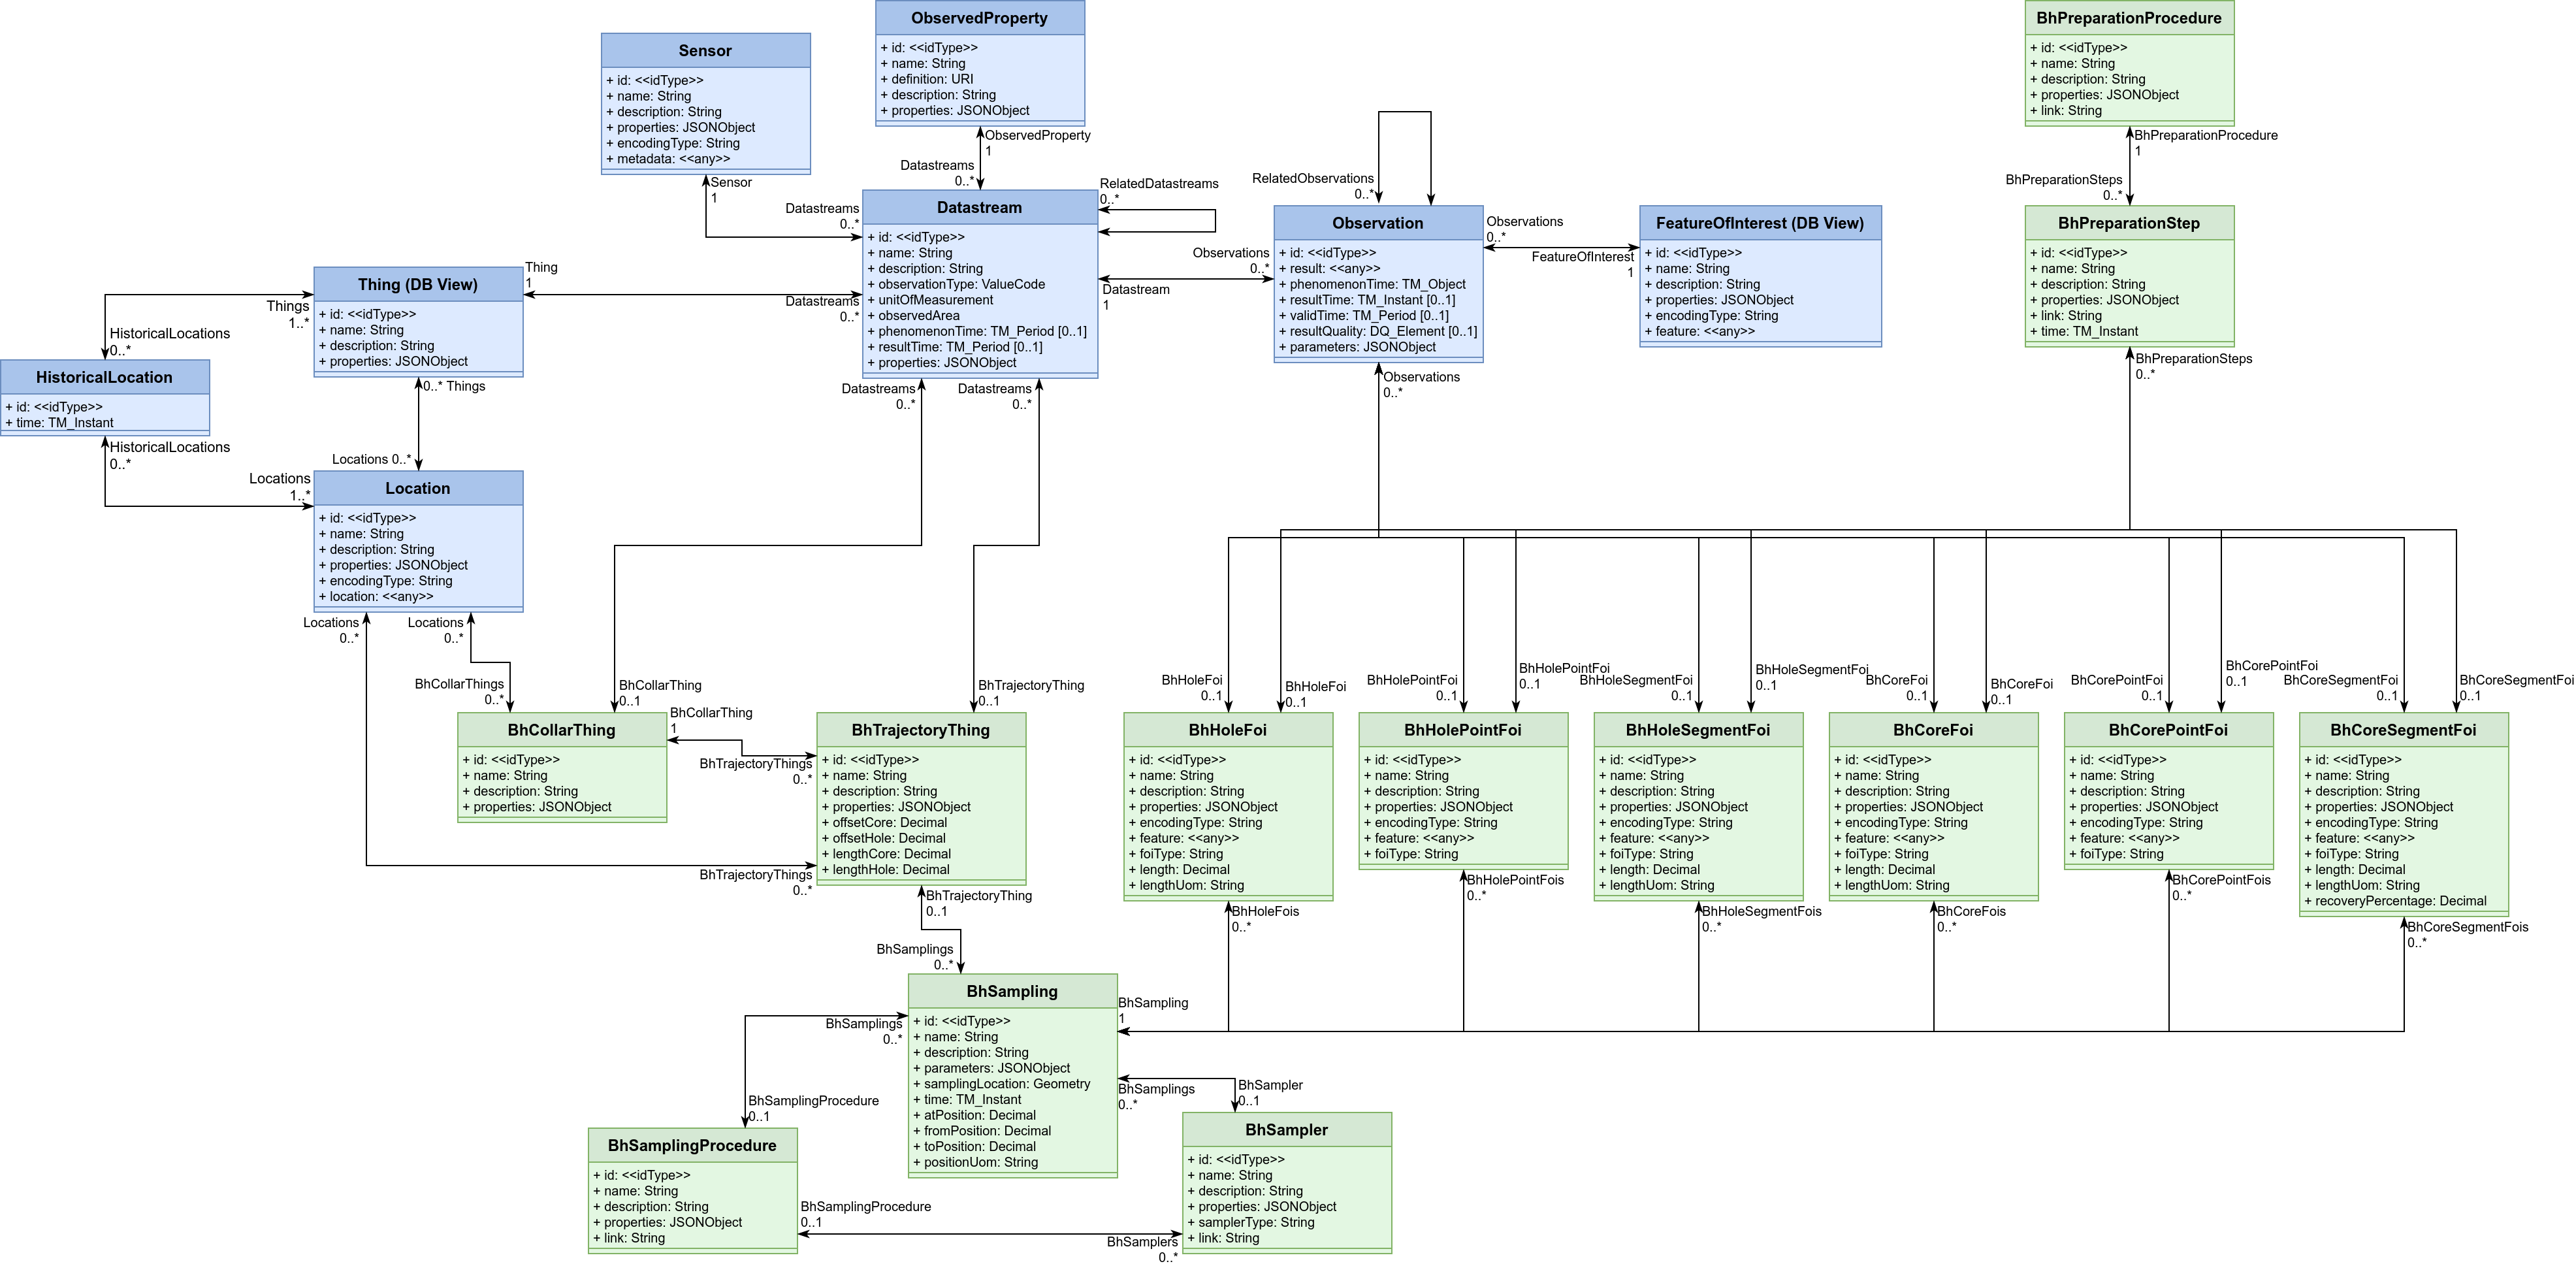 ObservedProperty
+ id: <<idType>>
+ name: String
+ definition: URI
+ description: String
+ properties: JSONObject
BhPreparationProcedure
+ id: <<idType>>
+ name: String
+ description: String
+ properties: JSONObject
+ link: String
Sensor
+ id: <<idType>>
+ name: String
+ description: String
+ properties: JSONObject
+ encodingType: String
+ metadata: <<any>>
ObservedProperty
1
Datastreams
0..*
BhPreparationProcedure
1
BhPreparationSteps
0..*
Sensor
1
Datastreams
0..*
RelatedDatastreams
0..*
RelatedObservations
0..*
Datastream
+ id: <<idType>>
+ name: String
+ description: String
+ observationType: ValueCode
+ unitOfMeasurement
+ observedArea
+ phenomenonTime: TM_Period [0..1]
+ resultTime: TM_Period [0..1]
+ properties: JSONObject
Observations
0..*
Datastream
1
Observation
+ id: <<idType>>
+ result: <<any>>
+ phenomenonTime: TM_Object
+ resultTime: TM_Instant [0..1]
+ validTime: TM_Period [0..1]
+ resultQuality: DQ_Element [0..1]
+ parameters: JSONObject
Observations
0..*
FeatureOfInterest
1
FeatureOfInterest (DB View)
+ id: <<idType>>
+ name: String
+ description: String
+ properties: JSONObject
+ encodingType: String
+ feature: <<any>>
BhPreparationStep
+ id: <<idType>>
+ name: String
+ description: String
+ properties: JSONObject
+ link: String
+ time: TM_Instant
Thing
1
Datastreams
0..*
Thing (DB View)
+ id: <<idType>>
+ name: String
+ description: String
+ properties: JSONObject
Things
1..*
HistoricalLocations
0..*
HistoricalLocation
+ id: <<idType>>
+ time: TM_Instant
HistoricalLocations
0..*
Locations
1..*
0..* Things
Locations 0..*
Location
+ id: <<idType>>
+ name: String
+ description: String
+ properties: JSONObject
+ encodingType: String
+ location: <<any>>
Datastreams
0..*
Datastreams
0..*
Observations
0..*
BhPreparationSteps
0..*
Locations
0..*
Locations
0..*
BhCollarThings
0..*
BhCollarThing
0..1
BhCollarThing
1
BhTrajectoryThings
0..*
BhTrajectoryThing
0..1
BhHoleFoi
0..1
BhHoleFoi
0..1
BhHolePointFoi
0..1
BhHolePointFoi
0..1
BhHoleSegmentFoi
0..1
BhHoleSegmentFoi
0..1
BhCoreFoi
0..1
BhCoreFoi
0..1
BhCorePointFoi
0..1
BhCorePointFoi
0..1
BhCoreSegmentFoi
0..1
BhCoreSegmentFoi
0..1
BhCollarThing
+ id: <<idType>>
+ name: String
+ description: String
+ properties: JSONObject
BhTrajectoryThing
+ id: <<idType>>
+ name: String
+ description: String
+ properties: JSONObject
+ offsetCore: Decimal
+ offsetHole: Decimal
+ lengthCore: Decimal
+ lengthHole: Decimal
BhTrajectoryThings
0..*
BhHoleFoi
+ id: <<idType>>
+ name: String
+ description: String
+ properties: JSONObject
+ encodingType: String
+ feature: <<any>>
+ foiType: String
+ length: Decimal
+ lengthUom: String
BhHolePointFoi
+ id: <<idType>>
+ name: String
+ description: String
+ properties: JSONObject
+ encodingType: String
+ feature: <<any>>
+ foiType: String
BhHoleSegmentFoi
+ id: <<idType>>
+ name: String
+ description: String
+ properties: JSONObject
+ encodingType: String
+ feature: <<any>>
+ foiType: String
+ length: Decimal
+ lengthUom: String
BhCoreFoi
+ id: <<idType>>
+ name: String
+ description: String
+ properties: JSONObject
+ encodingType: String
+ feature: <<any>>
+ foiType: String
+ length: Decimal
+ lengthUom: String
BhCorePointFoi
+ id: <<idType>>
+ name: String
+ description: String
+ properties: JSONObject
+ encodingType: String
+ feature: <<any>>
+ foiType: String
BhCoreSegmentFoi
+ id: <<idType>>
+ name: String
+ description: String
+ properties: JSONObject
+ encodingType: String
+ feature: <<any>>
+ foiType: String
+ length: Decimal
+ lengthUom: String
+ recoveryPercentage: Decimal
BhTrajectoryThing
0..1
BhSamplings
0..*
BhHoleFois
0..*
BhHolePointFois
0..*
BhHoleSegmentFois
0..*
BhCoreFois
0..*
BhCorePointFois
0..*
BhCoreSegmentFois
0..*
BhSampling
1
BhSampling
+ id: <<idType>>
+ name: String
+ description: String
+ parameters: JSONObject
+ samplingLocation: Geometry
+ time: TM_Instant
+ atPosition: Decimal
+ fromPosition: Decimal
+ toPosition: Decimal
+ positionUom: String
BhSamplings
0..*
BhSamplingProcedure
0..1
BhSamplings
0..*
BhSampler
0..1
BhSamplingProcedure
+ id: <<idType>>
+ name: String
+ description: String
+ properties: JSONObject
+ link: String
BhSamplingProcedure
0..1
BhSamplers
0..*
BhSampler
+ id: <<idType>>
+ name: String
+ description: String
+ properties: JSONObject
+ samplerType: String
+ link: String